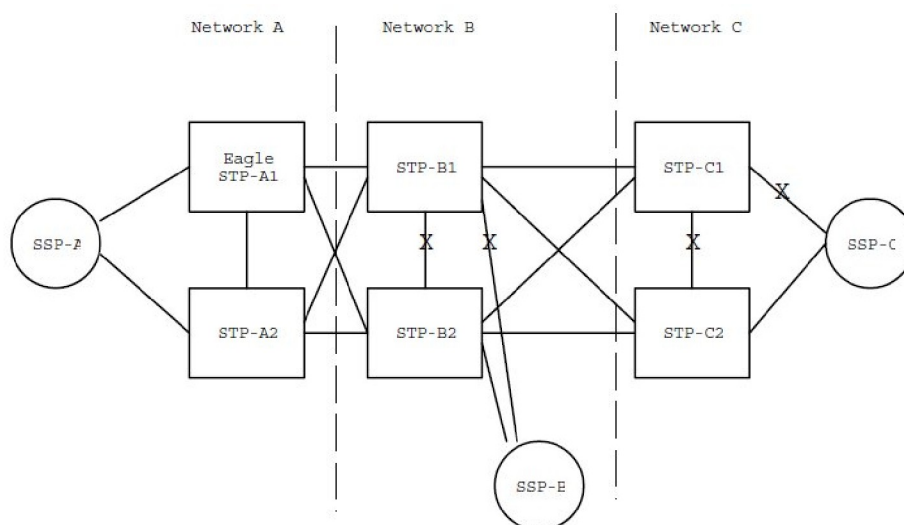 Network A
Network B
Network C
Eagle
STP-A1
STP-B1
STP-C1
X
SSP-A
X
X
X
SSP-C
STP-A2
STP-B2
STP-C2
SSP-B